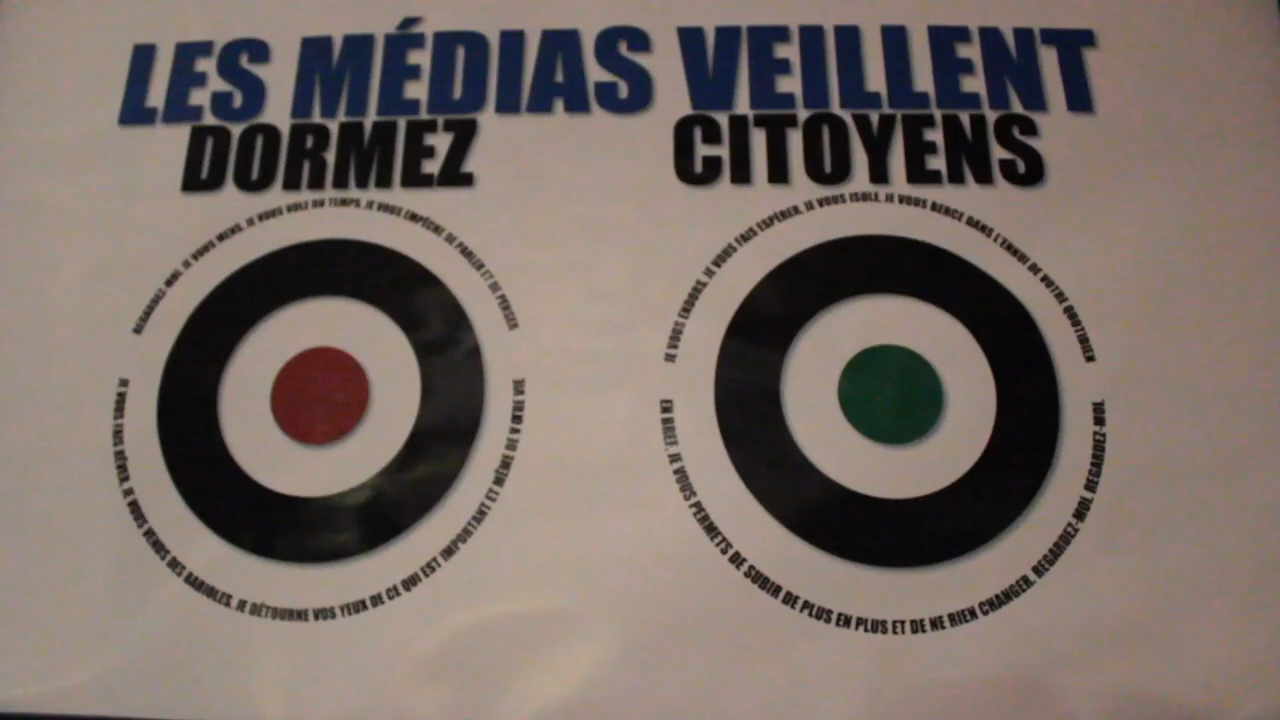 LES MÉDIAS VEILLENT
DORMEZ CITOYENS
REGARDEZ-MOI. JE VOUS MENS. JE VOUS VOLE DU TEMPS. JE VOUS EMPÊCHE DE PARLER ET DE PENSER
JE VOUS FAIS RÊVER. JE VOUS VENDS DES BABIOLES. JE DÉTOURNE VOS YEUX DE CE QUI EST IMPORTANT ET MÊME DE VOTRE VIE
JE VOUS ENDORS. JE VOUS FAIS ESPÉRER. JE VOUS ISOLE. JE VOUS BERCE DANS L'ENNUI DE VOTRE QUOTIDIEN
EN BREF, JE VOUS PERMETS DE SUBIR DE PLUS EN PLUS ET DE NE RIEN CHANGER. REGARDEZ-MOI. REGARDEZ-MOI. REGARDEZ-MOI.